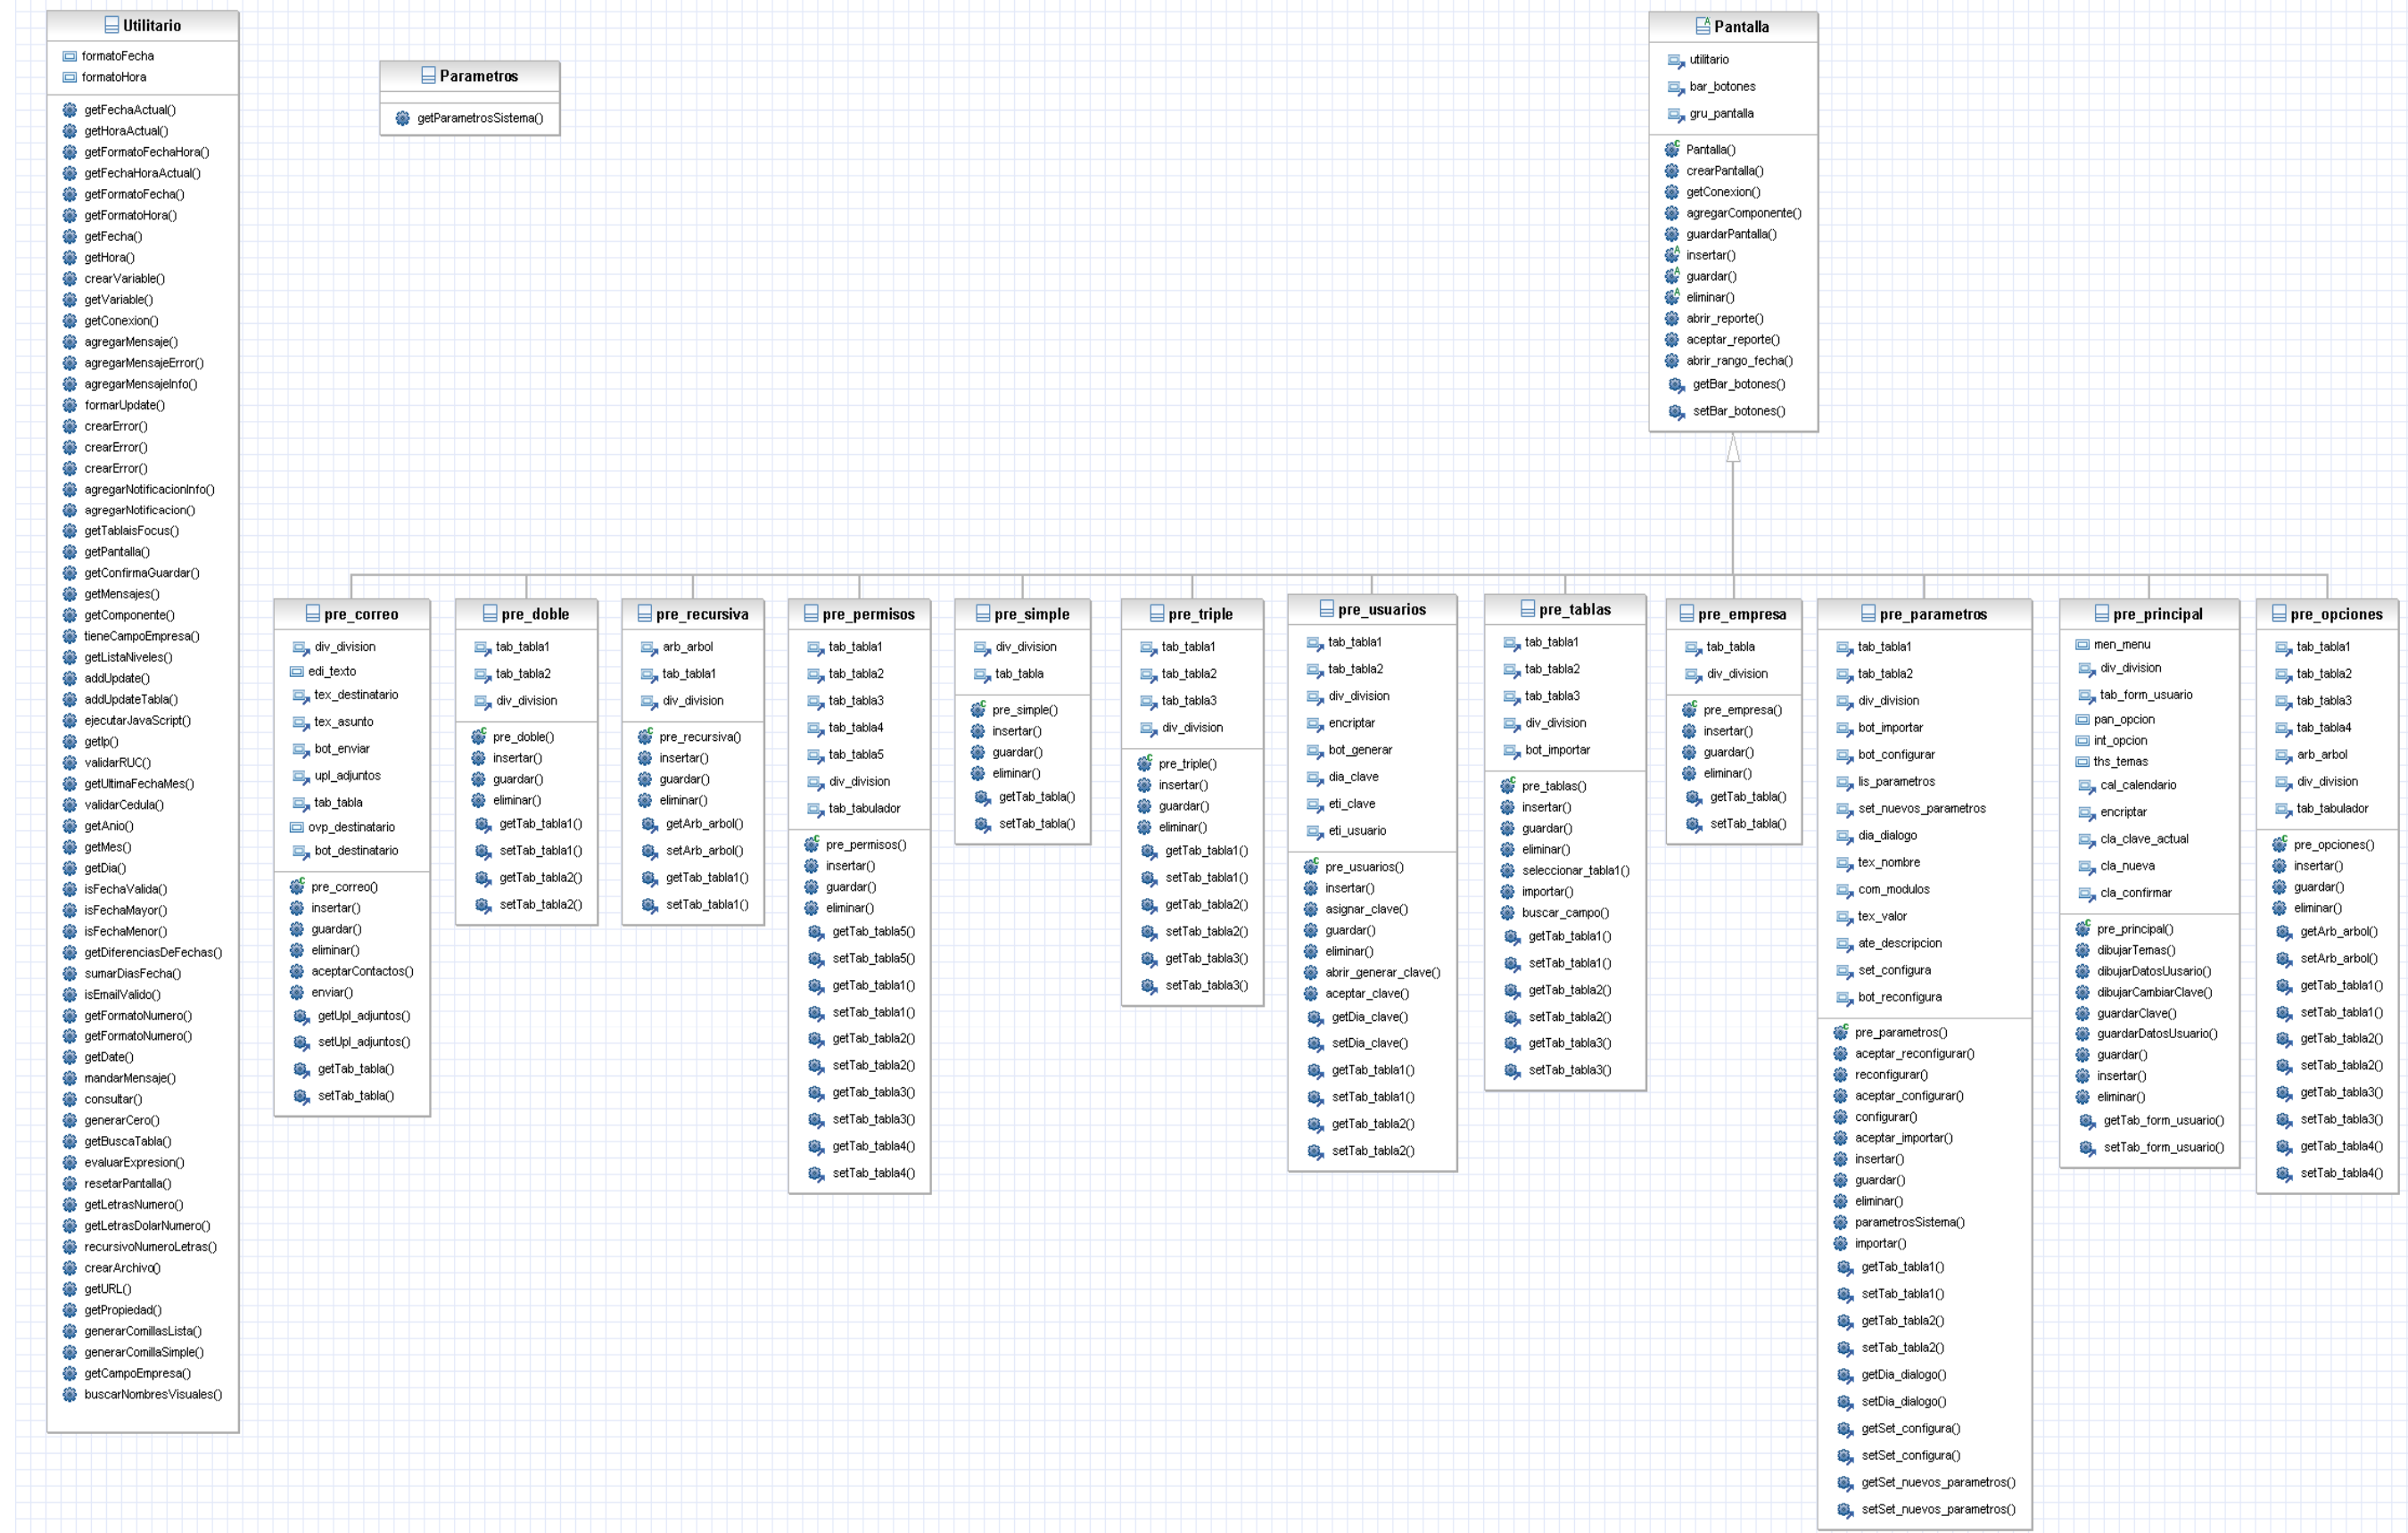 Utilitario
formatoFecha
formatoHora
getFechaActual()
getHoraActual()
getFormatoFechaHora()
getFechaHoraActual()
getFormatoFecha()
getFormatoHora()
getFecha()
getHora()
crearVariable()
getVariable()
getConexion()
agregarMensaje()
agregarMensajeError()
agregarMensajeInfo()
formarUpdate()
crearError()
crearError()
crearError()
agregarNotificacionInfo()
agregarNotificacion()
getTablaisFocus()
getPantalla()
getConfirmaGuardar()
getMensajes()
getComponente()
tieneCampoEmpresa()
getListaNiveles()
addUpdate()
addUpdateTabla()
ejecutarJavaScript()
getIp()
validarRUC()
getUltimaFechaMes()
validarCedula()
getAnio()
getMes()
getDia()
isFechaValida()
isFechaMayor()
isFechaMenor()
getDiferenciasDeFechas()
sumarDiasFecha()
isEmailValido()
getFormatoNumero()
getFormatoNumero()
getDate()
mandarMensaje()
consultar()
generarCero()
getBuscaTabla()
evaluarExpresion()
resetarPantalla()
getLetrasNumero()
getLetrasDolarNumero()
recursivoNumeroLetras()
crearArchivo()
getURL()
getPropiedad()
generarComillasLista()
generarComillaSimple()
getCampoEmpresa()
buscarNombresVisuales()
Parametros
getParametrosSistema()
Pantalla
utilitario
bar_botones
gru_pantalla
Pantalla()
crearPantalla()
getConexion()
agregarComponente()
guardarPantalla()
insertar()
guardar()
eliminar()
abrir_reporte()
aceptar_reporte()
abrir_rango_fecha()
getBar_botones()
setBar_botones()
pre_correo
div_division
edi_texto
tex_destinatario
tex_asunto
bot_enviar
upl_adjuntos
tab_tabla
ovp_destinatario
bot_destinatario
pre_correo()
insertar()
guardar()
eliminar()
aceptarContactos()
enviar()
getUpl_adjuntos()
setUpl_adjuntos()
getTab_tabla()
setTab_tabla()
pre_doble
tab_tabla1
tab_tabla2
div_division
pre_doble()
insertar()
guardar()
eliminar()
getTab_tabla1()
setTab_tabla1()
getTab_tabla2()
setTab_tabla2()
pre_recursiva
arb_arbol
tab_tabla1
div_division
pre_recursiva()
insertar()
guardar()
eliminar()
getArb_arbol()
setArb_arbol()
getTab_tabla1()
setTab_tabla1()
pre_permisos
tab_tabla1
tab_tabla2
tab_tabla3
tab_tabla4
tab_tabla5
div_division
tab_tabulador
pre_permisos()
insertar()
guardar()
eliminar()
getTab_tabla5()
setTab_tabla5()
getTab_tabla1()
setTab_tabla1()
getTab_tabla2()
setTab_tabla2()
getTab_tabla3()
setTab_tabla3()
getTab_tabla4()
setTab_tabla4()
pre_simple
div_division
tab_tabla
pre_simple()
insertar()
guardar()
eliminar()
getTab_tabla()
setTab_tabla()
pre_triple
tab_tabla1
tab_tabla2
tab_tabla3
div_division
pre_triple()
insertar()
guardar()
eliminar()
getTab_tabla1()
setTab_tabla1()
getTab_tabla2()
setTab_tabla2()
getTab_tabla3()
setTab_tabla3()
pre_usuarios
tab_tabla1
tab_tabla2
div_division
encriptar
bot_generar
dia_clave
eti_clave
eti_usuario
pre_usuarios()
insertar()
asignar_clave()
guardar()
eliminar()
abrir_generar_clave()
aceptar_clave()
getDia_clave()
setDia_clave()
getTab_tabla1()
setTab_tabla1()
getTab_tabla2()
setTab_tabla2()
pre_tablas
tab_tabla1
tab_tabla2
tab_tabla3
div_division
bot_importar
pre_tablas()
insertar()
guardar()
eliminar()
seleccionar_tabla1()
importar()
buscar_campo()
getTab_tabla1()
setTab_tabla1()
getTab_tabla2()
setTab_tabla2()
getTab_tabla3()
setTab_tabla3()
pre_empresa
tab_tabla
div_division
pre_empresa()
insertar()
guardar()
eliminar()
getTab_tabla()
setTab_tabla()
pre_parametros
tab_tabla1
tab_tabla2
div_division
bot_importar
bot_configurar
lis_parametros
set_nuevos_parametros
dia_dialogo
tex_nombre
com_modulos
tex_valor
ate_descripcion
set_configura
bot_reconfigura
pre_parametros()
aceptar_reconfigurar()
reconfigurar()
aceptar_configurar()
configurar()
aceptar_importar()
insertar()
guardar()
eliminar()
parametrosSistema()
importar()
getTab_tabla1()
setTab_tabla1()
getTab_tabla2()
setTab_tabla2()
getDia_dialogo()
setDia_dialogo()
getSet_configura()
setSet_configura()
getSet_nuevos_parametros()
setSet_nuevos_parametros()
pre_principal
men_menu
div_division
tab_form_usuario
pan_opcion
int_opcion
ths_temas
cal_calendario
encriptar
cla_clave_actual
cla_nueva
cla_confirmar
pre_principal()
dibujarTemas()
dibujarDatosUusario()
dibujarCambiarClave()
guardarClave()
guardarDatosUsuario()
guardar()
insertar()
eliminar()
getTab_form_usuario()
setTab_form_usuario()
pre_opciones
tab_tabla1
tab_tabla2
tab_tabla3
tab_tabla4
arb_arbol
div_division
tab_tabulador
pre_opciones()
insertar()
guardar()
eliminar()
getArb_arbol()
setArb_arbol()
getTab_tabla1()
setTab_tabla1()
getTab_tabla2()
setTab_tabla2()
getTab_tabla3()
setTab_tabla3()
getTab_tabla4()
setTab_tabla4()